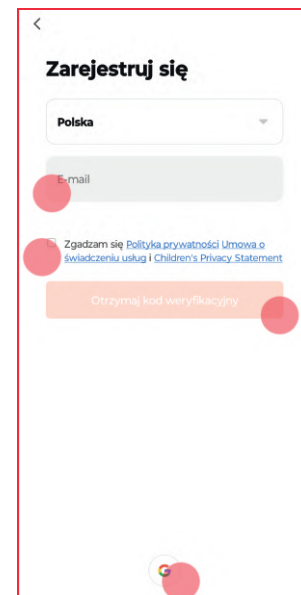 Zarejestruj się
Polska
E-mail
Zgadzam się Polityka prywatności Umowa o
świadczeniu usług i Children's Privacy Statement
Otrzymaj kod weryfikacyjny
G